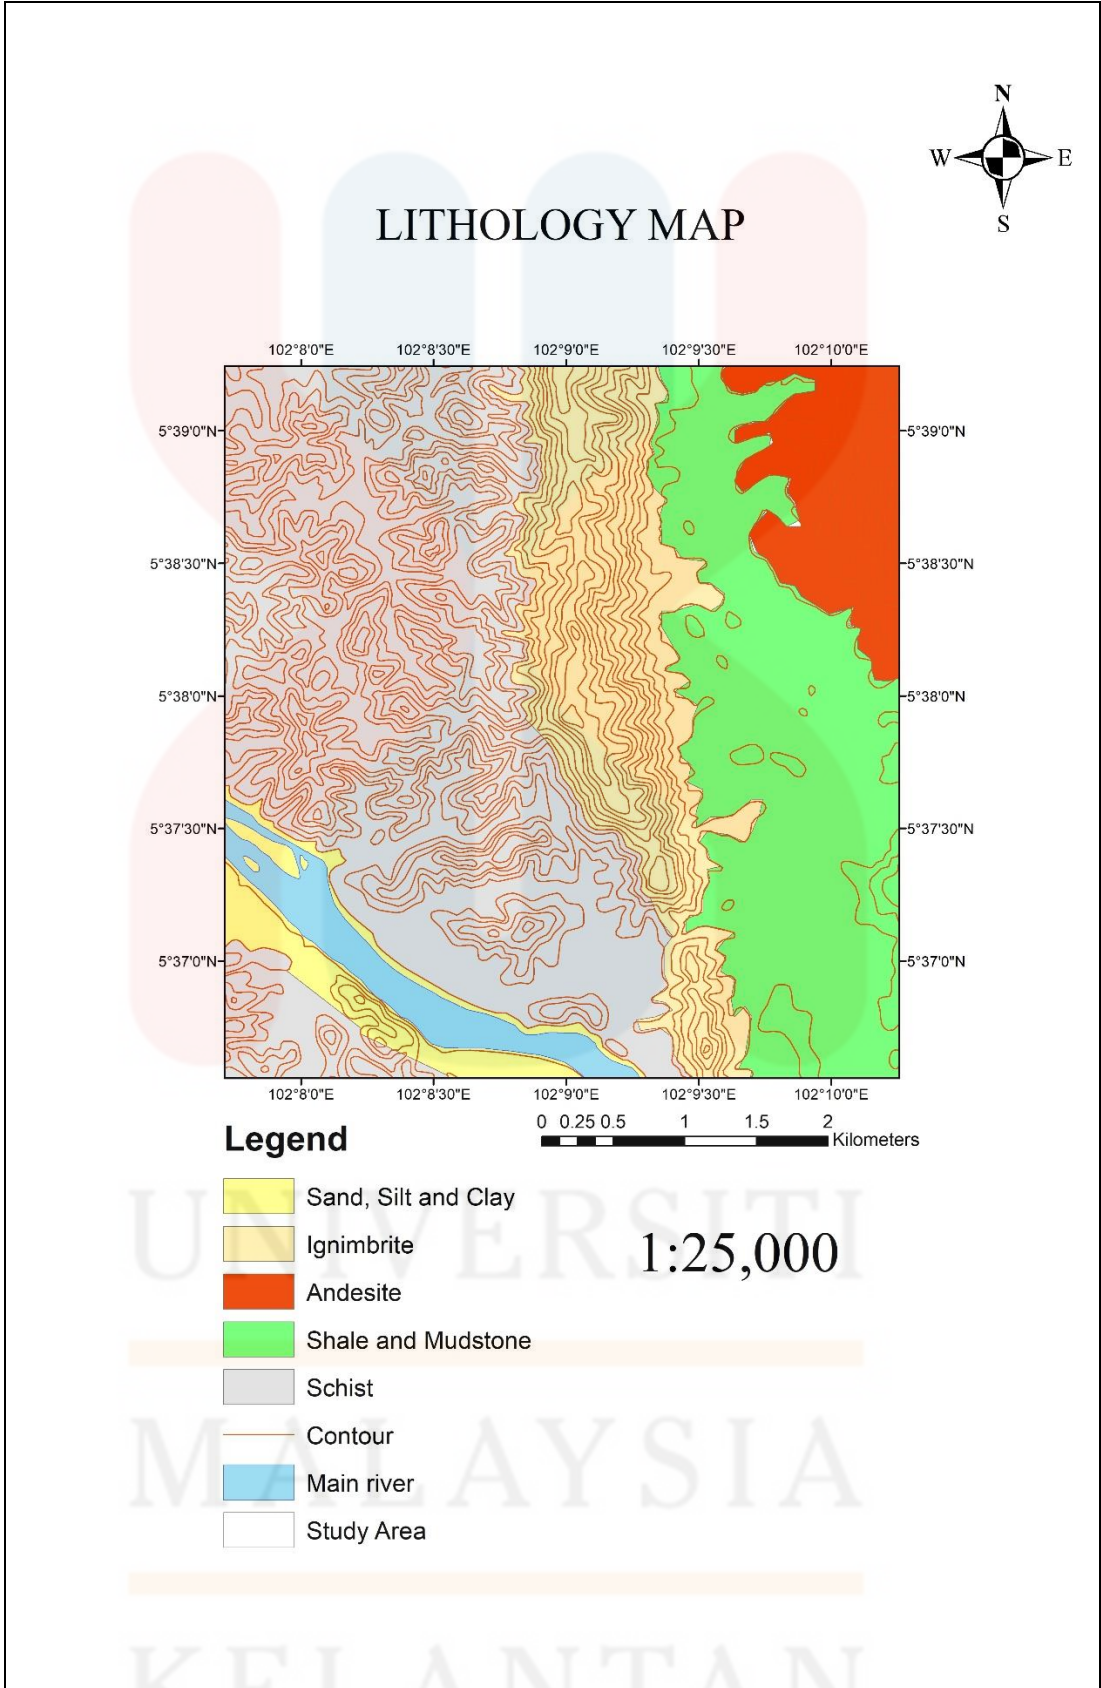 N
W E
S
LITHOLOGY MAP
102°8'0"E 102°8'30"E 102°9'0"E 102°9'30"E 102°10'0"E
5°39'0"N 5°39'0"N
5°38'30"N 5°38'30"N
5°38'0"N 5°38'0"N
5°37'30"N 5°37'30"N
5°37'0"N 5°37'0"N
102°8'0"E 102°8'30"E 102°9'0"E 102°9'30"E 102°10'0"E
0 0.25 0.5 1 1.5 2
Kilometers
Legend
Sand, Silt and Clay
Ignimbrite
1:25,000
Andesite
Shale and Mudstone
Schist
Contour
Main river
Study Area
UNIVERSITI
MALAYSIA
KELANTAN